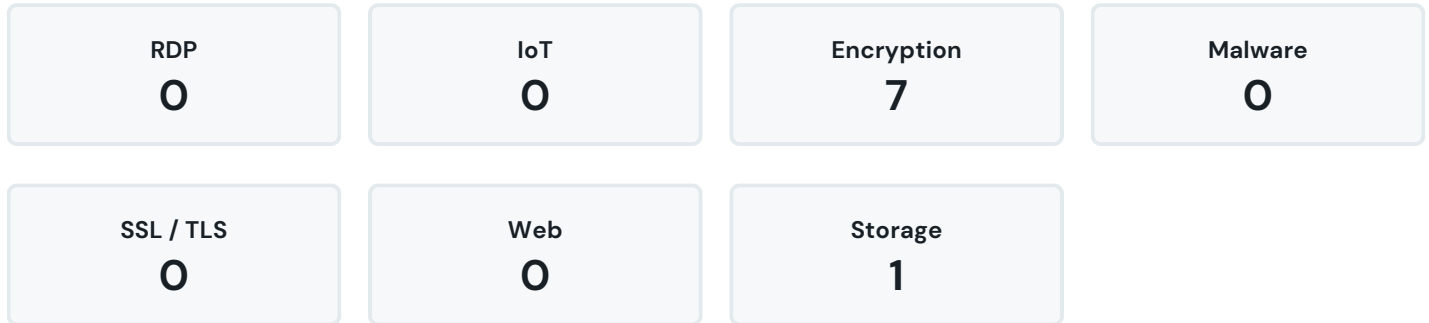 RDP
0
IoT
0
Encryption
7
Malware
0
SSL / TLS
0
Web
0
Storage
1